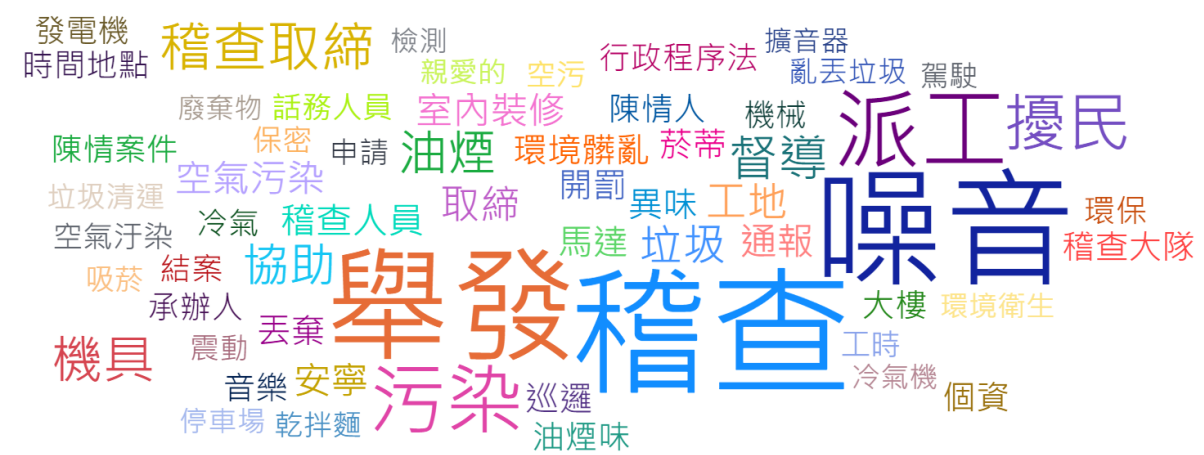 發電機
稽查取締
檢測
擴音器
時間地點
親愛的
空污
行政程序法
亂丟垃圾
駕駛
廢棄物
話務人員
室內裝修
陳情人
機械
派工
擾民
陳情案件
保密
申請
油煙
環境髒亂
菸蒂
督導
垃圾清運
空氣污染
取締
開罰
異味
工地
噪音
環保
空氣汙染
冷氣
稽查人員
馬達
垃圾
通報
稽查大隊
吸菸
結案
協助
舉發
稽查
大樓
環境衛生
承辦人
丟棄
機具
震動
工時
音樂
安寧
污染
巡邏
冷氣機
個資
停車場
乾拌麵
油煙味